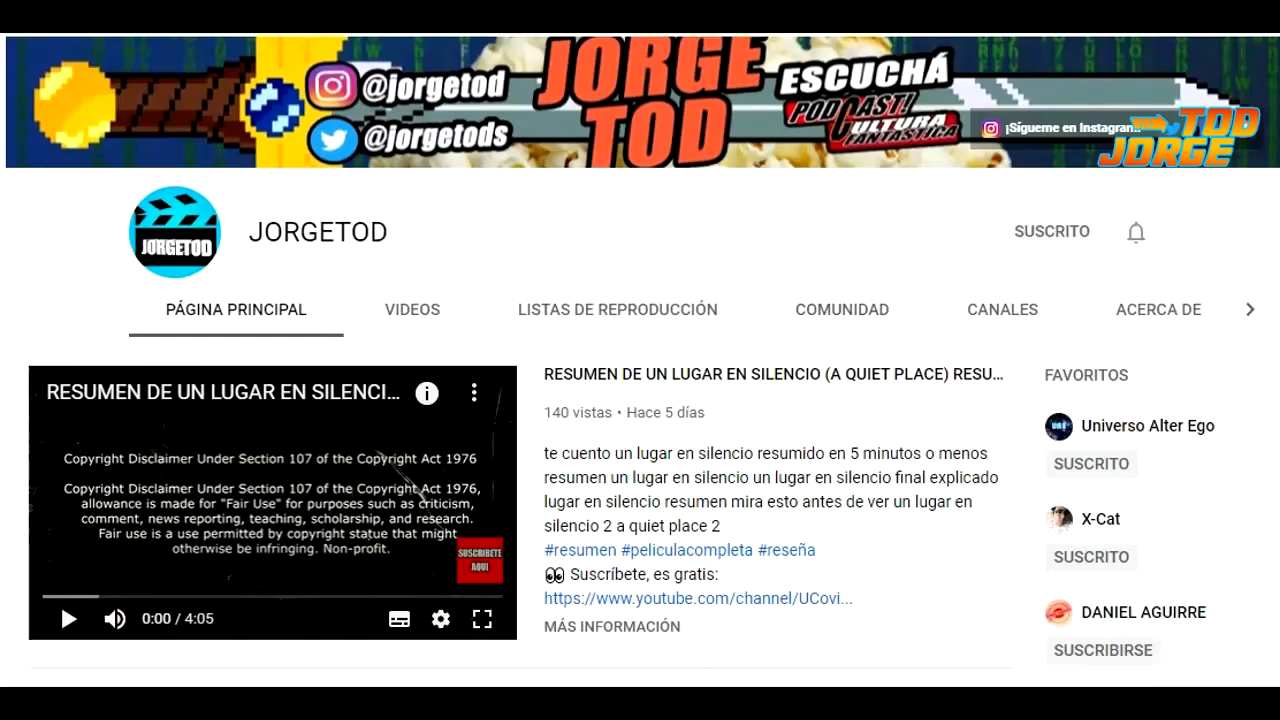 @jorgetod
@jorgetods
JORGE
TOD
ESCUCHÁ
PODCAST!
CULTURA
FANTASTICA
¡Sígueme en Instagram!
TOD
JORGE
JORGETOD
JORGETOD
SUSCRITO
PÁGINA PRINCIPAL
VIDEOS
LISTAS DE REPRODUCCIÓN
COMUNIDAD
CANALES
ACERCA DE
RESUMEN DE UN LUGAR EN SILENCI...
Copyright Disclaimer Under Section 107 of the Copyright Act 1976
Copyright Disclaimer Under Section 107 of the Copyright Act 1976,
allowance is made for "Fair Use" for purposes such as criticism,
comment, news reporting, teaching, scholarship, and research.
Fair use is a use permitted by copyright statue that might
otherwise be infringing. Non-profit.
SUSCRIBETE
AQUI
0:00 / 4:05
RESUMEN DE UN LUGAR EN SILENCIO (A QUIET PLACE) RESU...
140 vistas • Hace 5 días
te cuento un lugar en silencio resumido en 5 minutos o menos
resumen un lugar en silencio un lugar en silencio final explicado
lugar en silencio resumen mira esto antes de ver un lugar en
silencio 2 a quiet place 2
#resumen #peliculacompleta #reseña
👀 Suscríbete, es gratis:
https://www.youtube.com/channel/UCovi...
MÁS INFORMACIÓN
FAVORITOS
Universo Alter Ego
SUSCRITO
X-Cat
SUSCRITO
DANIEL AGUIRRE
SUSCRIBIRSE